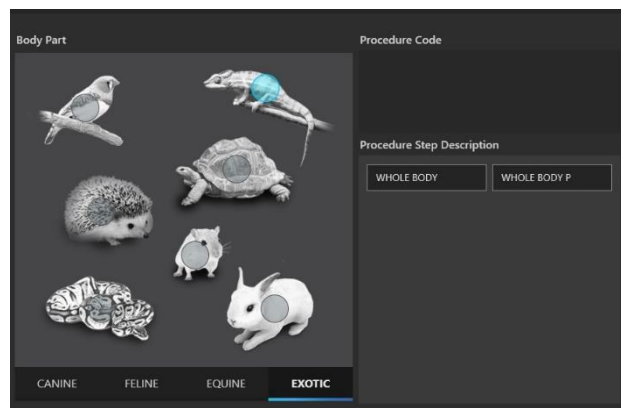 Body Part
Procedure Code
Procedure Step Description
WHOLE BODY
WHOLE BODY P
CANINE
FELINE
EQUINE
EXOTIC